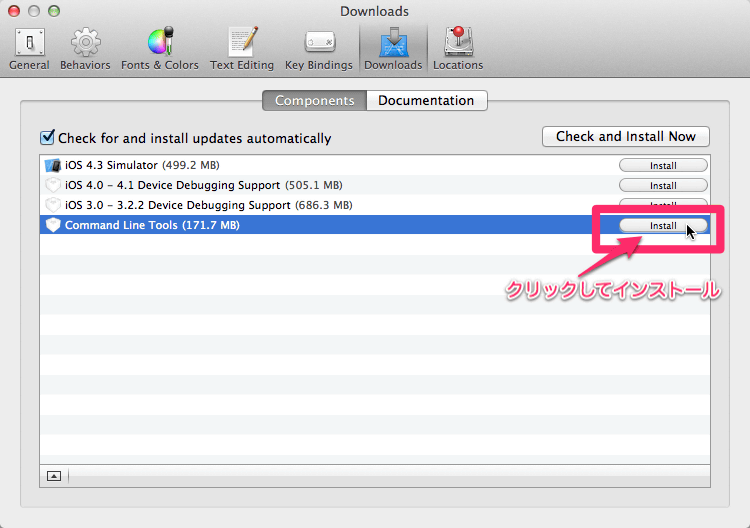 Downloads
General Behaviors Fonts & Colors Text Editing Key Bindings Downloads Locations
Components Documentation
Check for and install updates automatically Check and Install Now
iOS 4.3 Simulator (499.2 MB) Install
iOS 4.0 – 4.1 Device Debugging Support (505.1 MB) Install
iOS 3.0 – 3.2.2 Device Debugging Support (686.3 MB) Install
Command Line Tools (171.7 MB) Install
クリックしてインストール